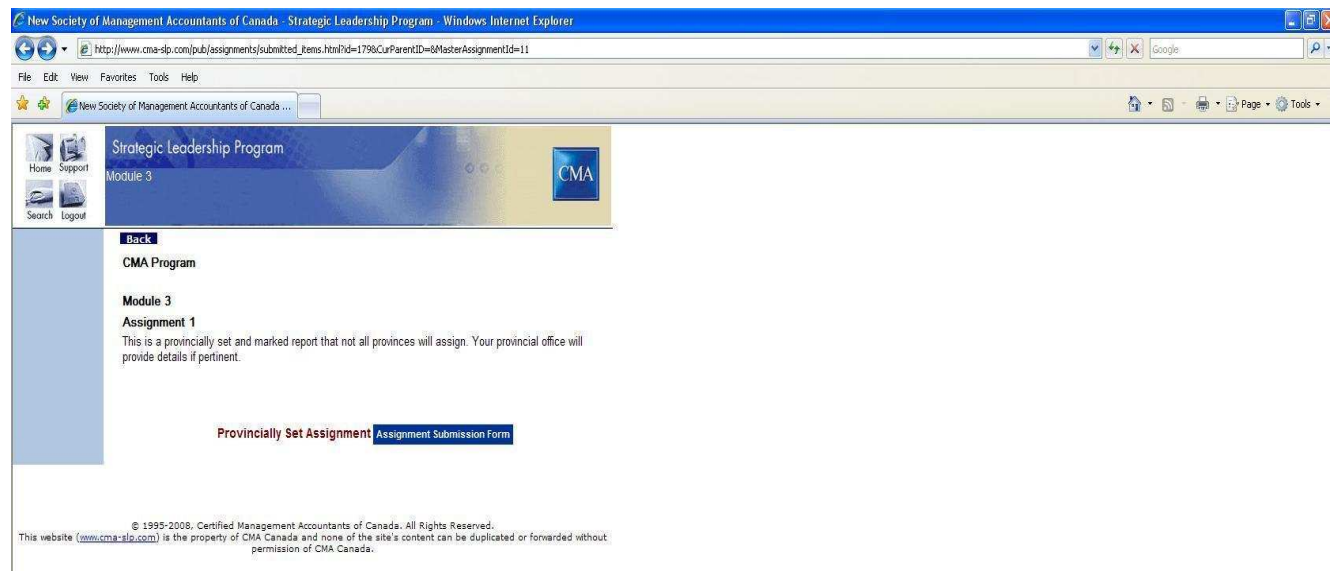 New Society of Management Accountants of Canada - Strategic Leadership Program - Windows Internet Explorer
http://www.cma-slp.com/pub/assignments/submitted_items.html?id=179&CurParentID=8&MasterAssignmentId=11
Google
File Edit View Favorites Tools Help
New Society of Management Accountants of Canada ...
Page Tools
Strategic Leadership Program
Home Support
Module 3
CMA
Search Logout
Back
CMA Program
Module 3
Assignment 1
This is a provincially set and marked report that not all provinces will assign. Your provincial office will
provide details if pertinent.
Provincially Set Assignment Assignment Submission Form
© 1995-2008, Certified Management Accountants of Canada. All Rights Reserved.
This website (www.cma-slp.com) is the property of CMA Canada and none of the site's content can be duplicated or forwarded without
permission of CMA Canada.